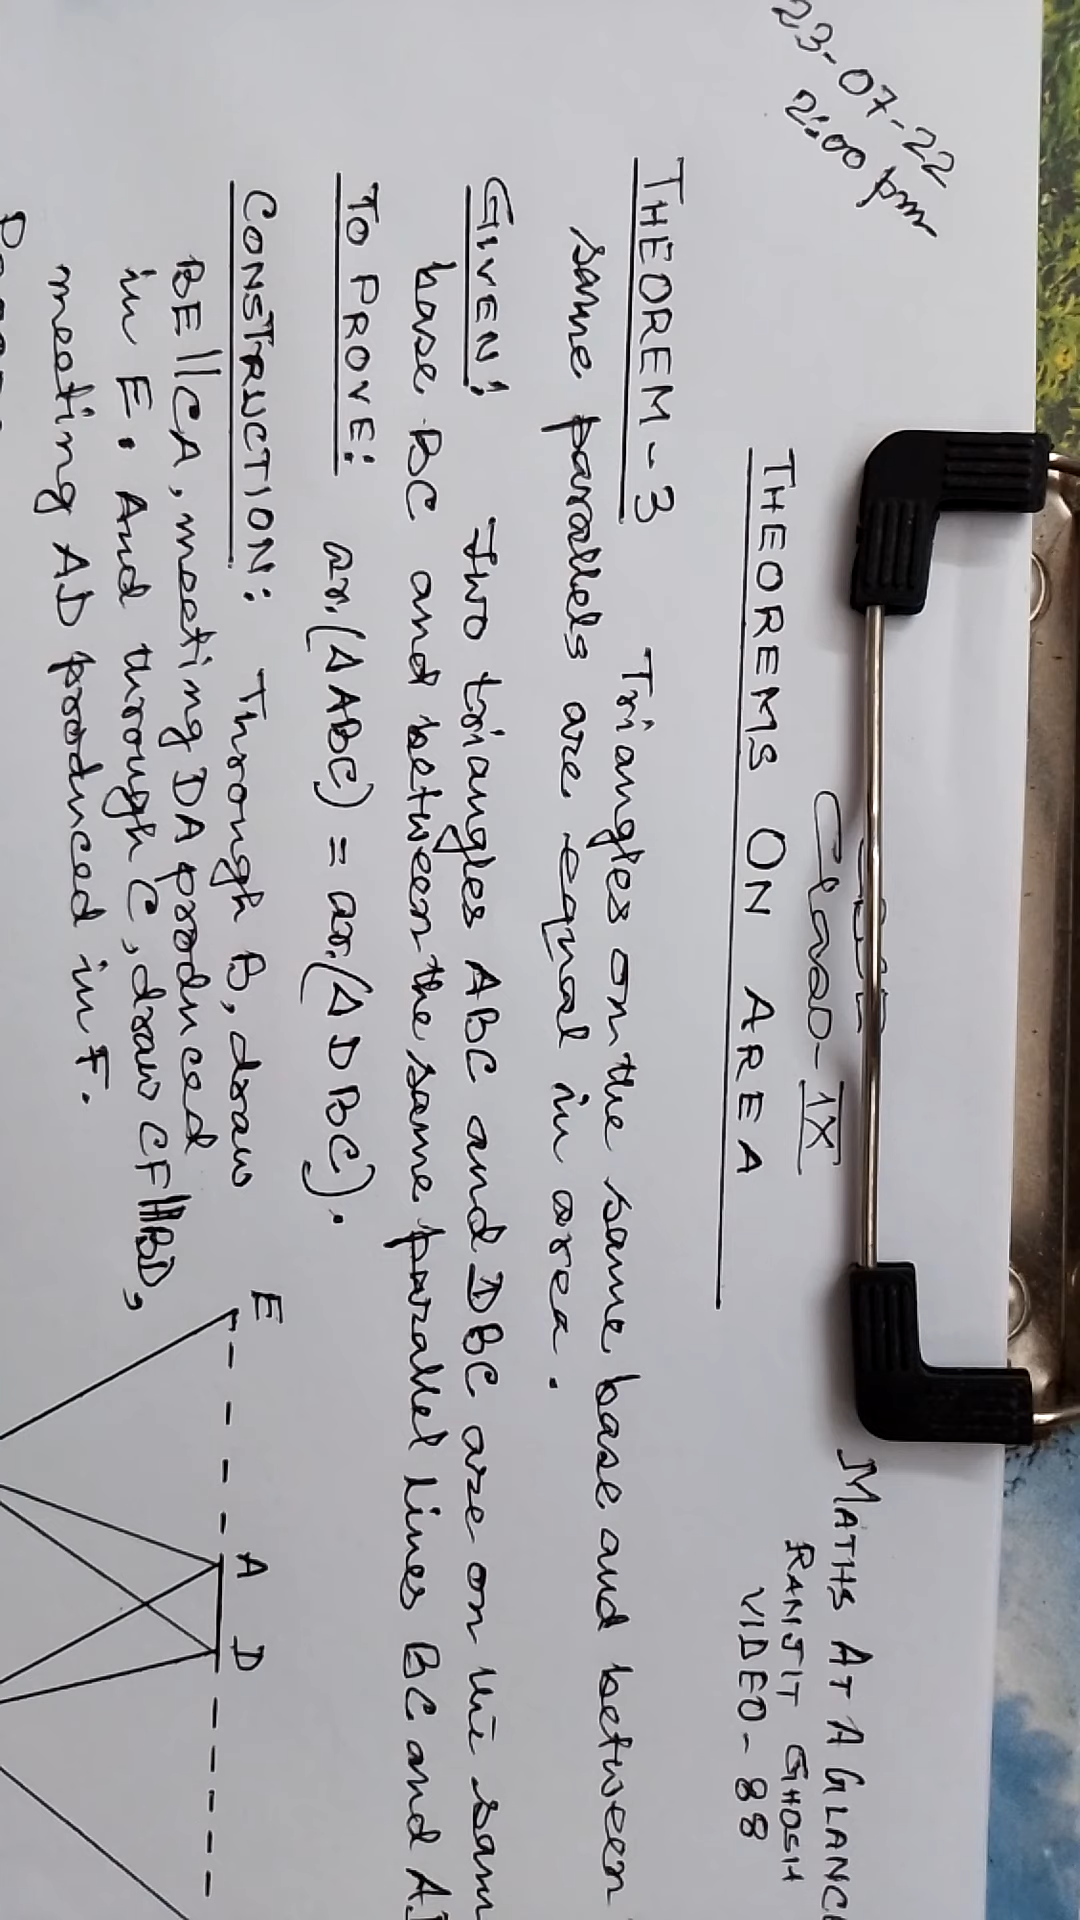 23-07-22
2:00 pm
Class-IX
MATHS AT A GLANCE
RANJIT GHOSH
VIDEO-88
THEOREMS ON AREA
THEOREM-3 Triangles on the same base and between
same parallels are equal in area.
GIVEN: Two triangles ABC and DBC are on the same
base BC and between the same parallel lines BC and AD
TO PROVE: ar.(ΔABC) = ar.(ΔDBC).
CONSTRUCTION: Through B, draw
BE||CA, meeting DA produced
in E. And through C, draw CF||BD,
meeting AD produced in F.
E A D